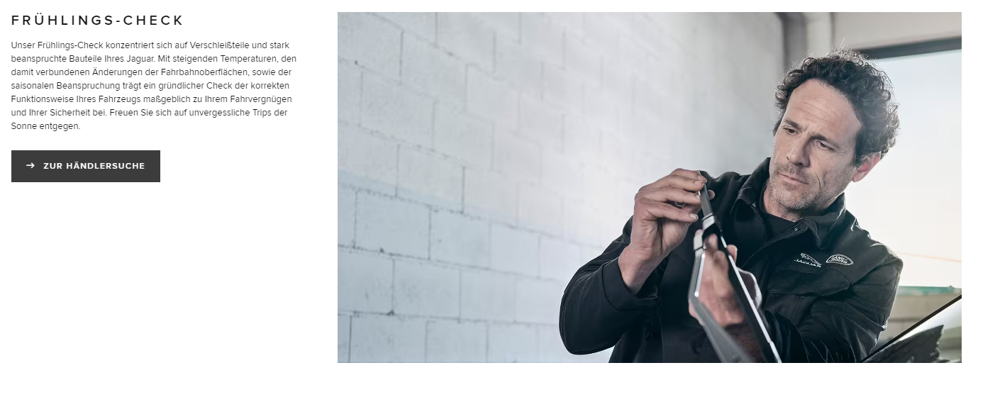 FRÜHLINGS-CHECK
Unser Frühlings-Check konzentriert sich auf Verschleißteile und stark
beanspruchte Bauteile Ihres Jaguar. Mit steigenden Temperaturen, den
damit verbundenen Änderungen der Fahrbahnoberflächen, sowie der
saisonalen Beanspruchung trägt ein gründlicher Check der korrekten
Funktionsweise Ihres Fahrzeugs maßgeblich zu Ihrem Fahrvergnügen
und Ihrer Sicherheit bei. Freuen Sie sich auf unvergessliche Trips der
Sonne entgegen.
→ ZUR HÄNDLERSUCHE
JAGUAR
LAND
ROVER